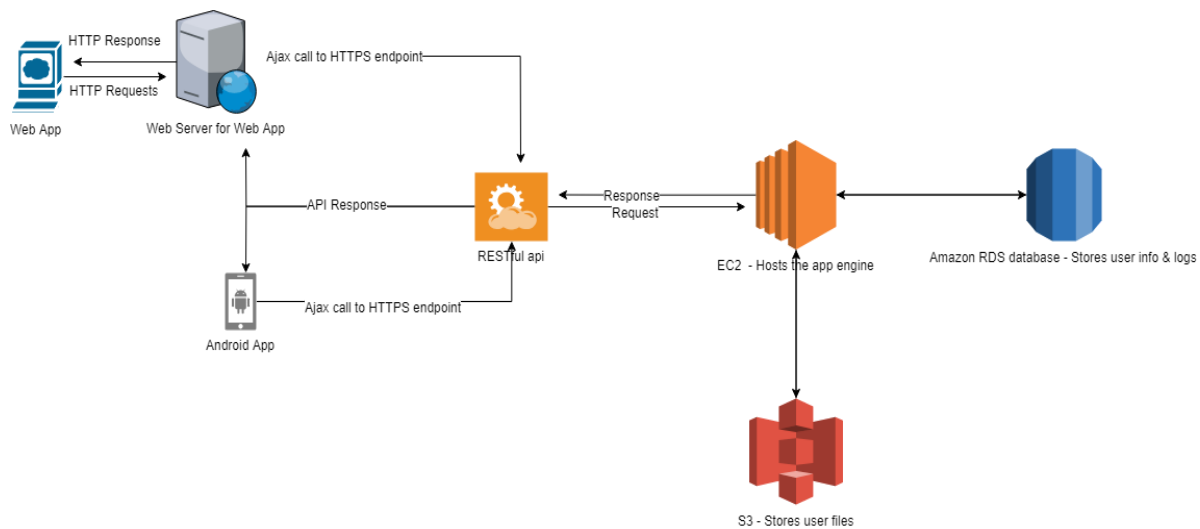 HTTP Response
HTTP Requests
Web App
Web Server for Web App
Ajax call to HTTPS endpoint
API Response
RESTful api
Response
Request
EC2 - Hosts the app engine
Amazon RDS database - Stores user info & logs
Ajax call to HTTPS endpoint
Android App
S3 - Stores user files